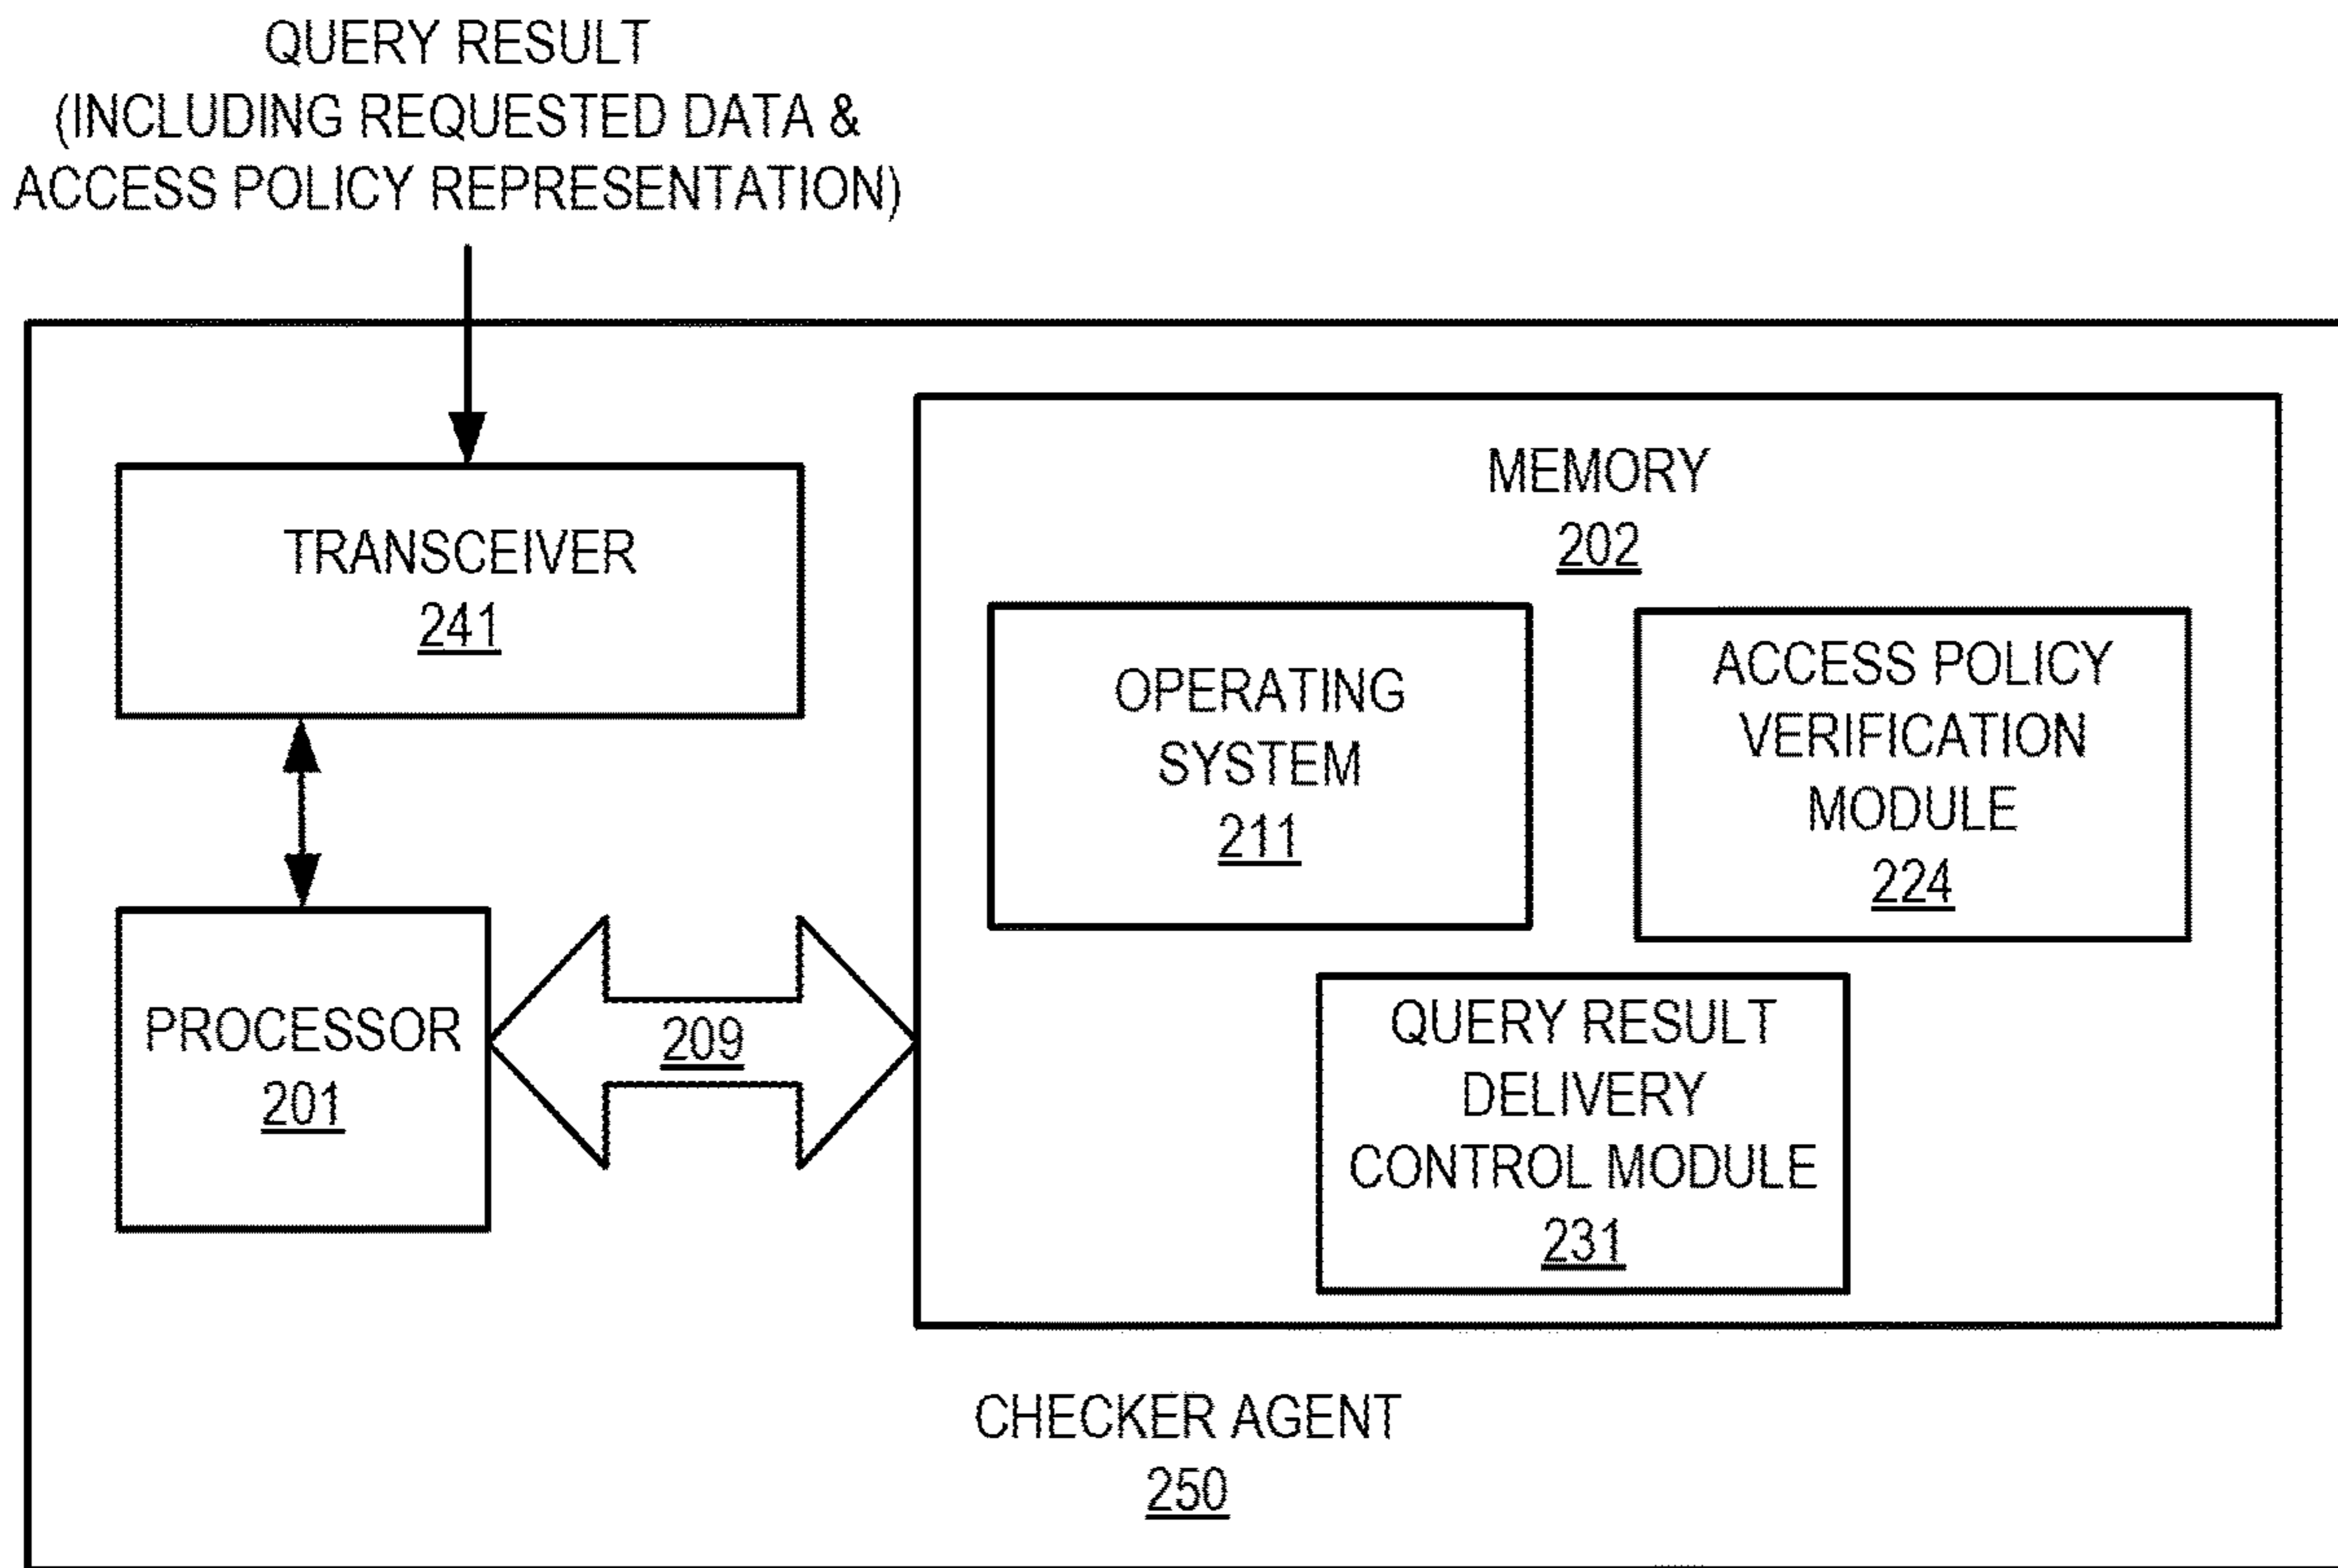 QUERY RESULT
(INCLUDING REQUESTED DATA &
ACCESS POLICY REPRESENTATION)
TRANSCEIVER
241
PROCESSOR
201
209
MEMORY
202
OPERATING
SYSTEM
211
ACCESS POLICY
VERIFICATION
MODULE
224
QUERY RESULT
DELIVERY
CONTROL MODULE
231
CHECKER AGENT
250